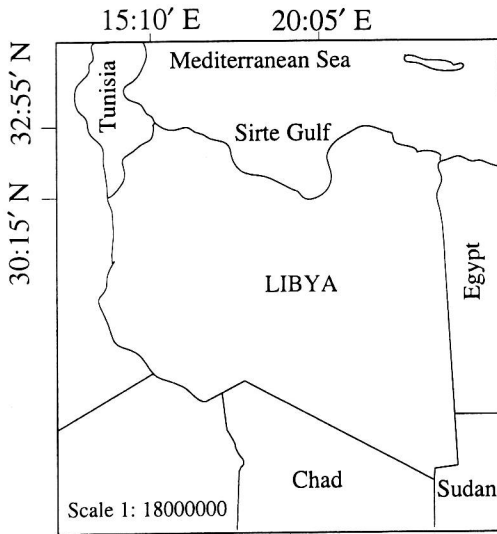 15:10′ E 20:05′ E
Mediterranean Sea
Tunisia
32:55′ N
Sirte Gulf
30:15′ N
LIBYA
Egypt
Chad
Sudan
Scale 1: 18000000